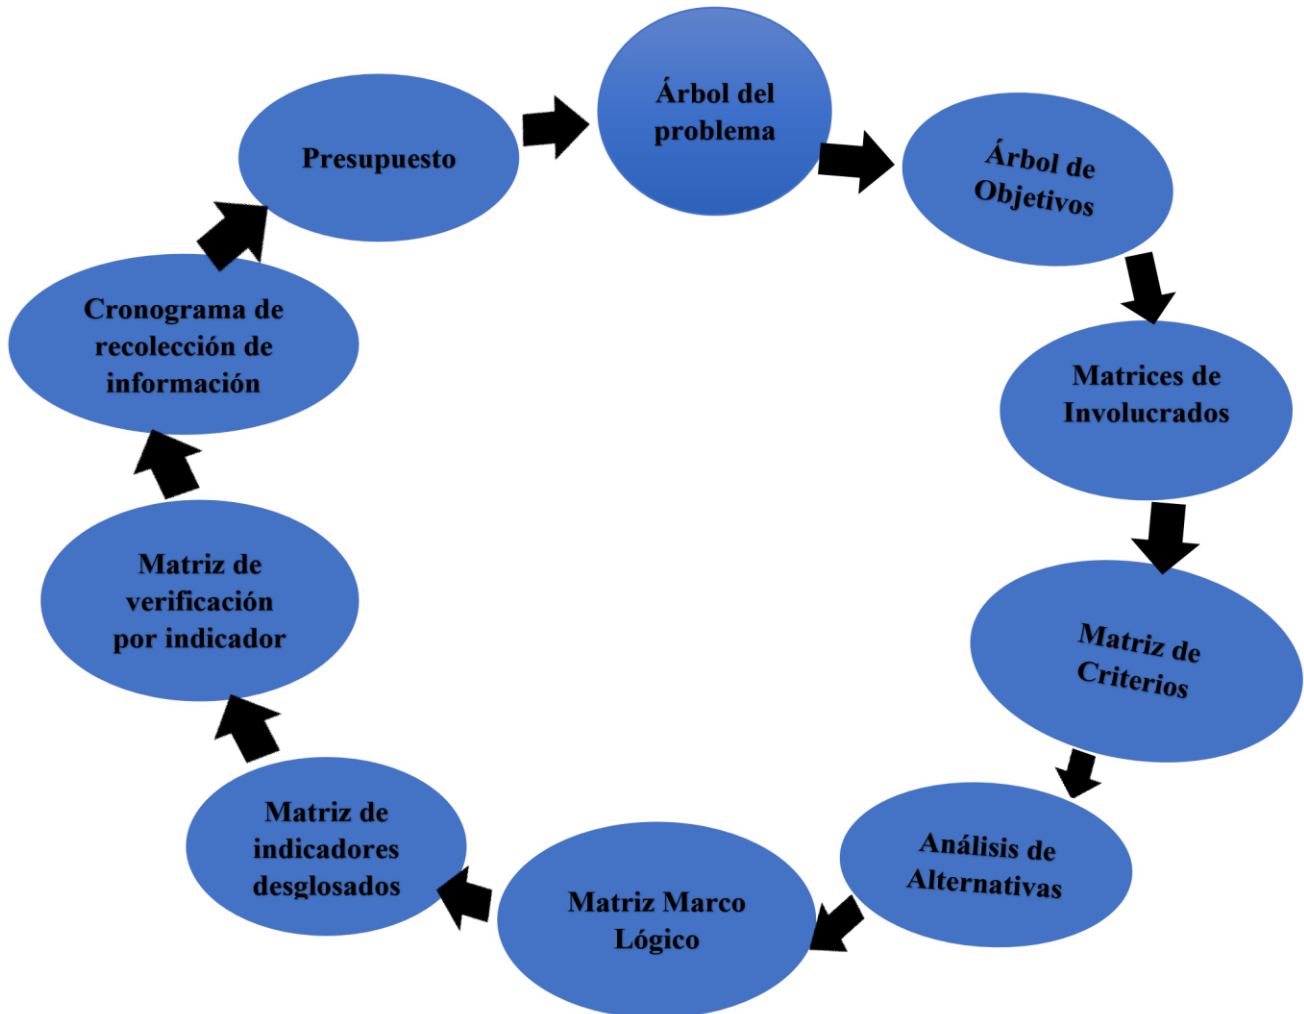 Árbol del
problema
Árbol de
Objetivos
Matrices de
Involucrados
Matriz de
Criterios
Análisis de
Alternativas
Matriz Marco
Lógico
Matriz de
indicadores
desglosados
Matriz de
verificación
por indicador
Cronograma de
recolección de
información
Presupuesto